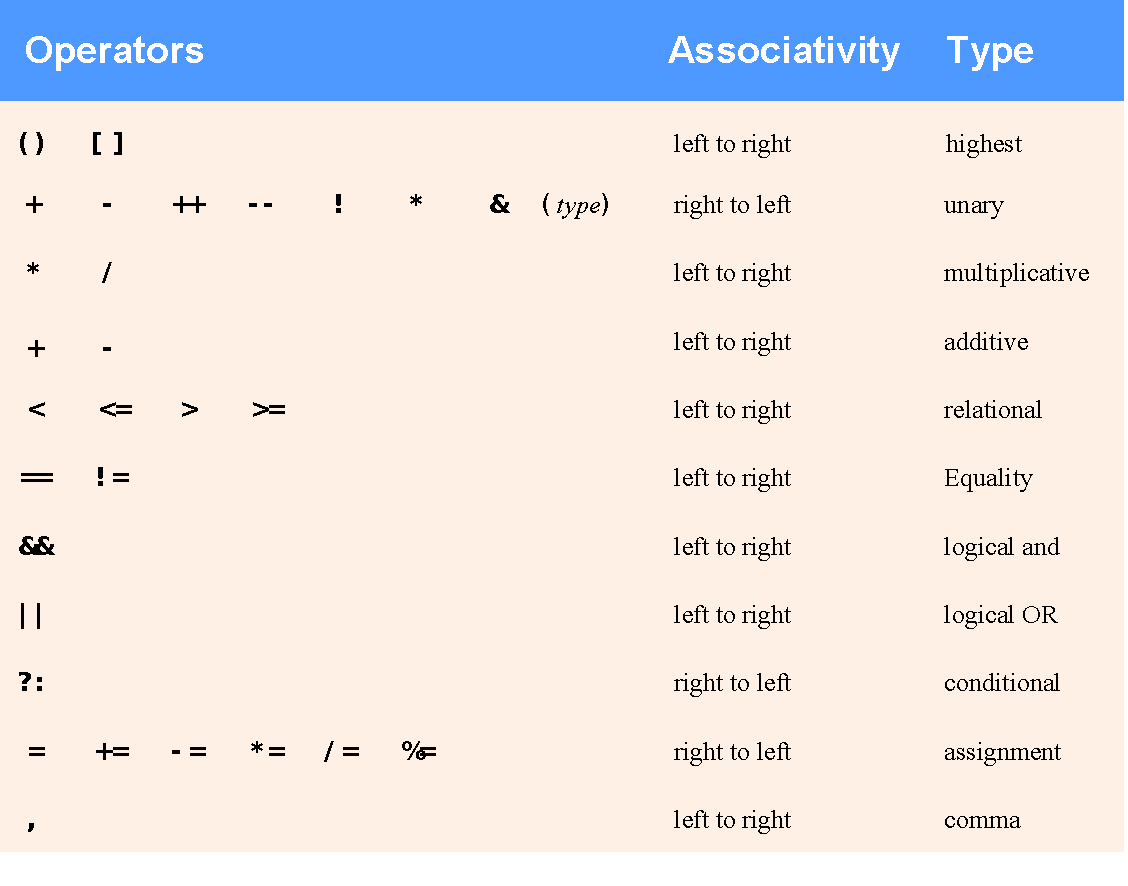 Operators Associativity Type
( ) [ ] left to right highest
+ - ++ -- ! * & (type) right to left unary
* / left to right multiplicative
+ - left to right additive
< <= > >= left to right relational
== != left to right Equality
&& left to right logical and
|| left to right logical OR
?: right to left conditional
= += -= *= /= %= right to left assignment
, left to right comma